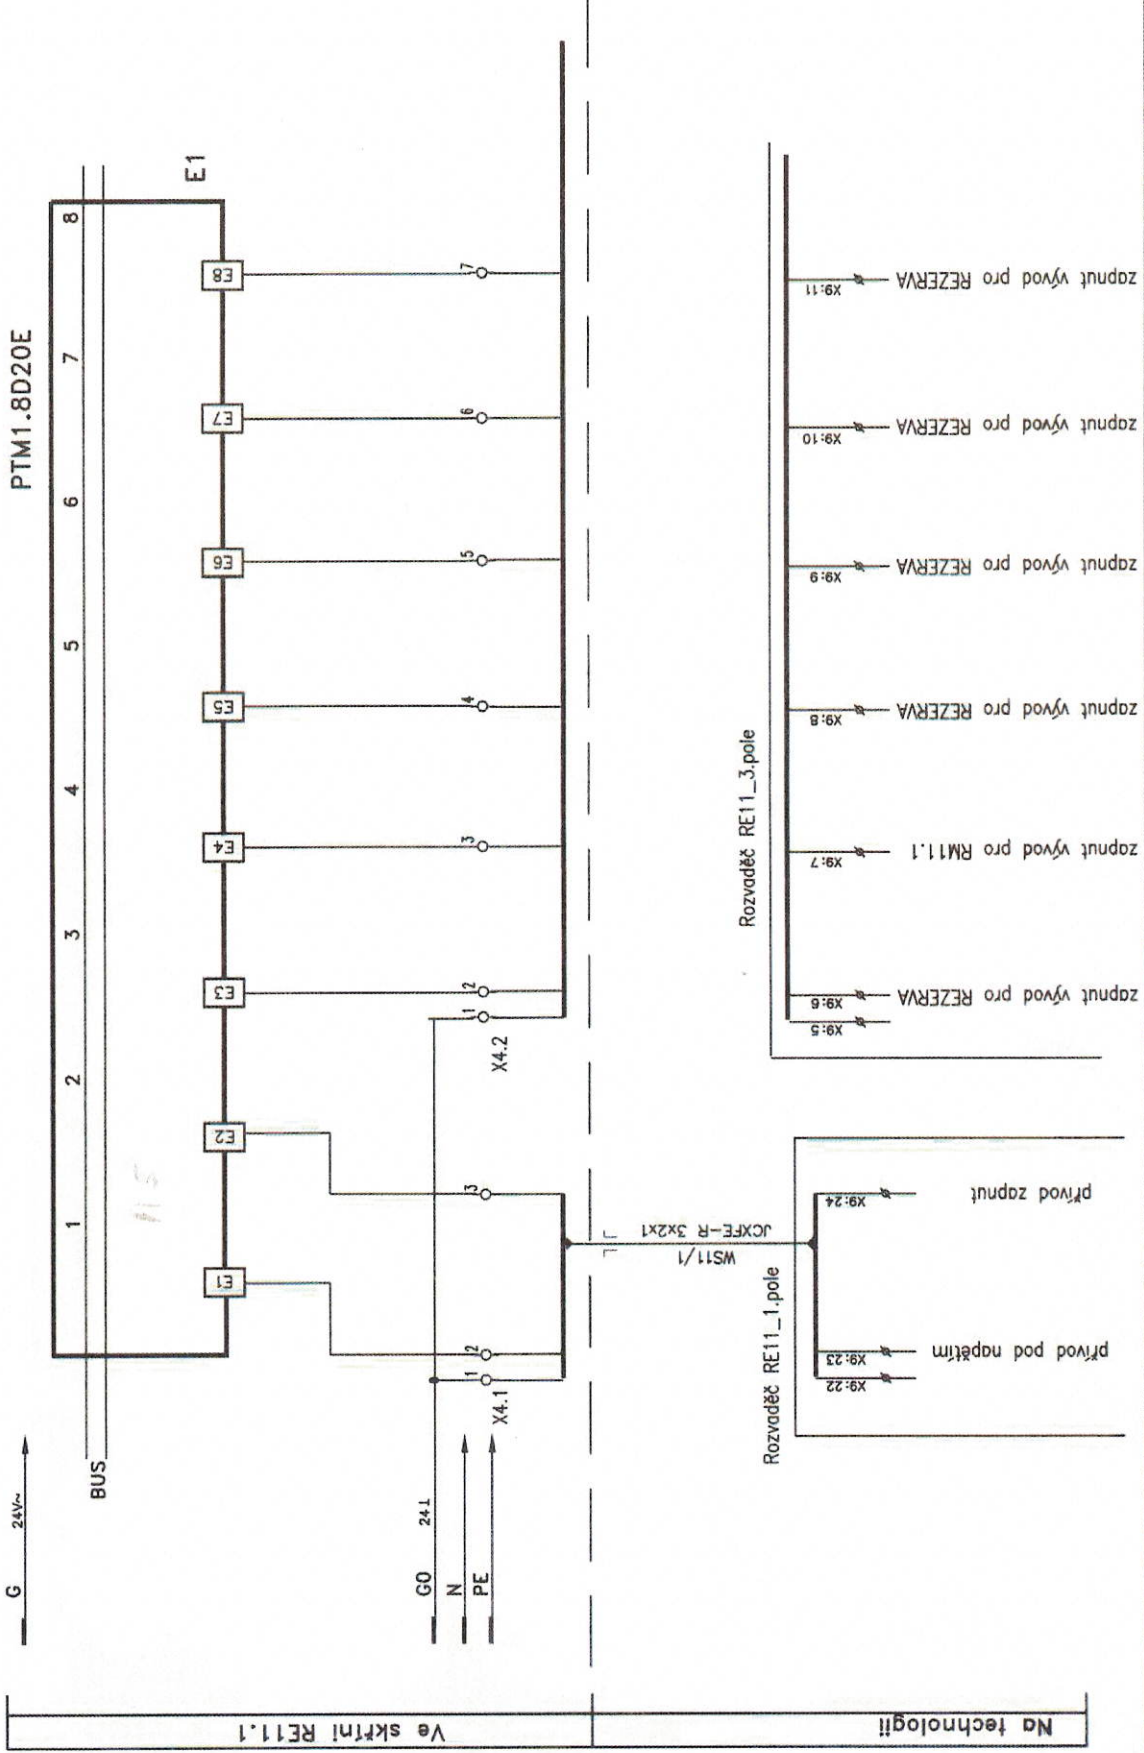 PTM1.8D20E
G
24V~
BUS
1
2
3
4
5
6
7
8
E1
E1
E2
E3
E4
E5
E6
E7
E8
G0
24⊥
N
PE
1
2
3
1
2
3
4
5
6
7
X4.1
X4.2
Ve skříni RE11.1
Na technologii
WS11/1
JCXFE-R 3x2x1
Rozvaděč RE11_1.pole
Rozvaděč RE11_3.pole
X9:22
X9:23
X9:24
X9:5
X9:6
X9:7
X9:8
X9:9
X9:10
X9:11
přívod pod napětím
přívod zapnut
zapnut vývod pro REZERVA
zapnut vývod pro RM11.1
zapnut vývod pro REZERVA
zapnut vývod pro REZERVA
zapnut vývod pro REZERVA
zapnut vývod pro REZERVA